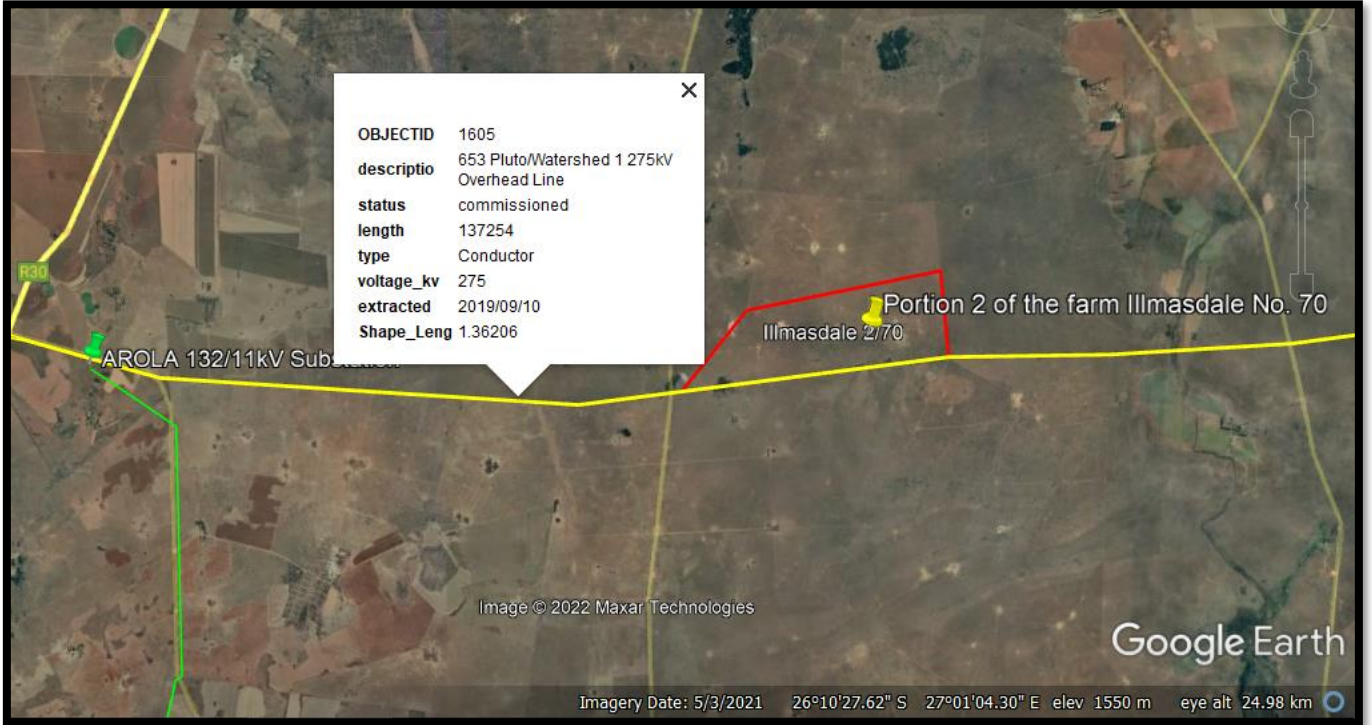 OBJECTID 1605
descriptio 653 Pluto/Watershed 1 275kV
Overhead Line
status commissioned
length 137254
type Conductor
voltage_kv 275
extracted 2019/09/10
Shape_Leng 1.36206
R30
Portion 2 of the farm Illmasdale No. 70
Illmasdale 2/70
AROLA 132/11kV Substation
Image © 2022 Maxar Technologies
Google Earth
Imagery Date: 5/3/2021 26°10'27.62" S 27°01'04.30" E elev 1550 m eye alt 24.98 km